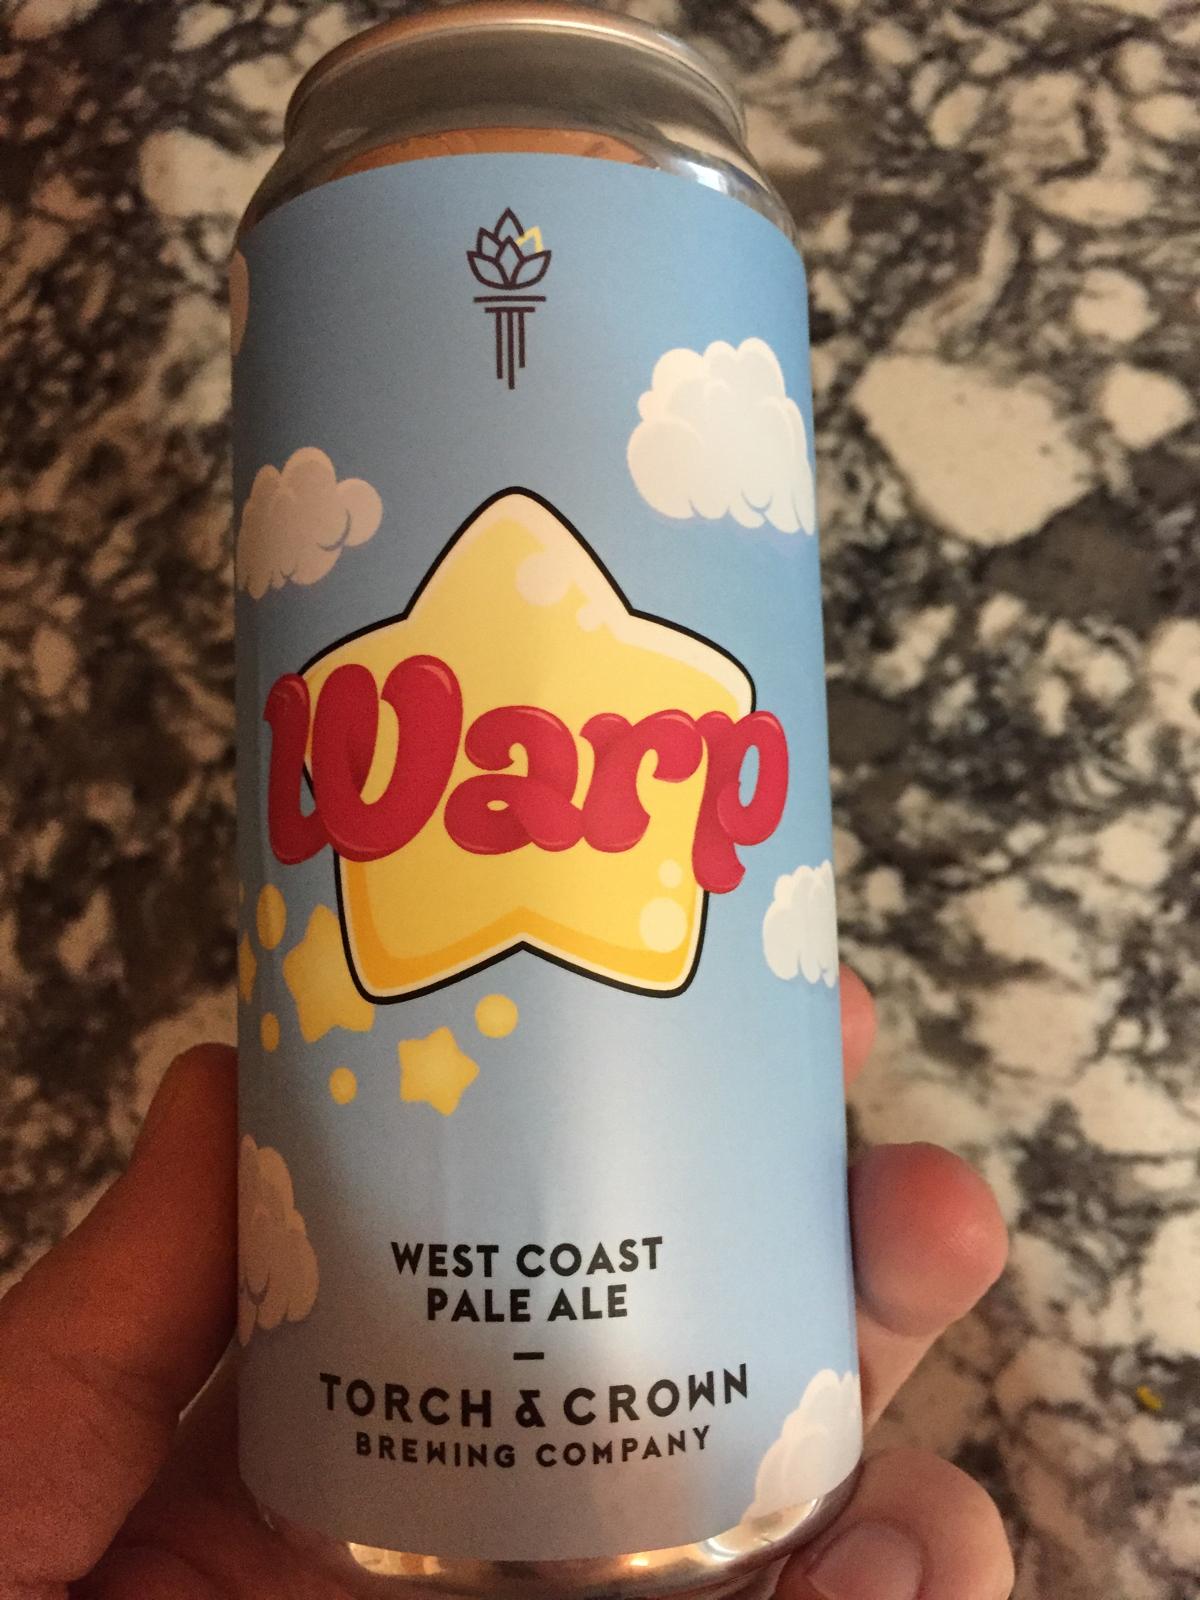 Warp
WEST COAST
PALE ALE
TORCH & CROWN
BREWING COMPANY